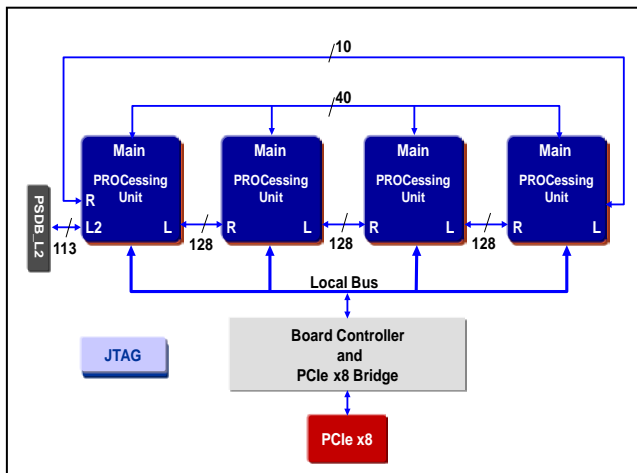 10
40
Main
Main
Main
Main
PROCessing
Unit
PROCessing
Unit
PROCessing
Unit
PROCessing
Unit
R
L2
L
R
L
R
L
R
L
PSDB_L2
113
128
128
128
Local Bus
Board Controller
and
PCIe x8 Bridge
JTAG
PCIe x8